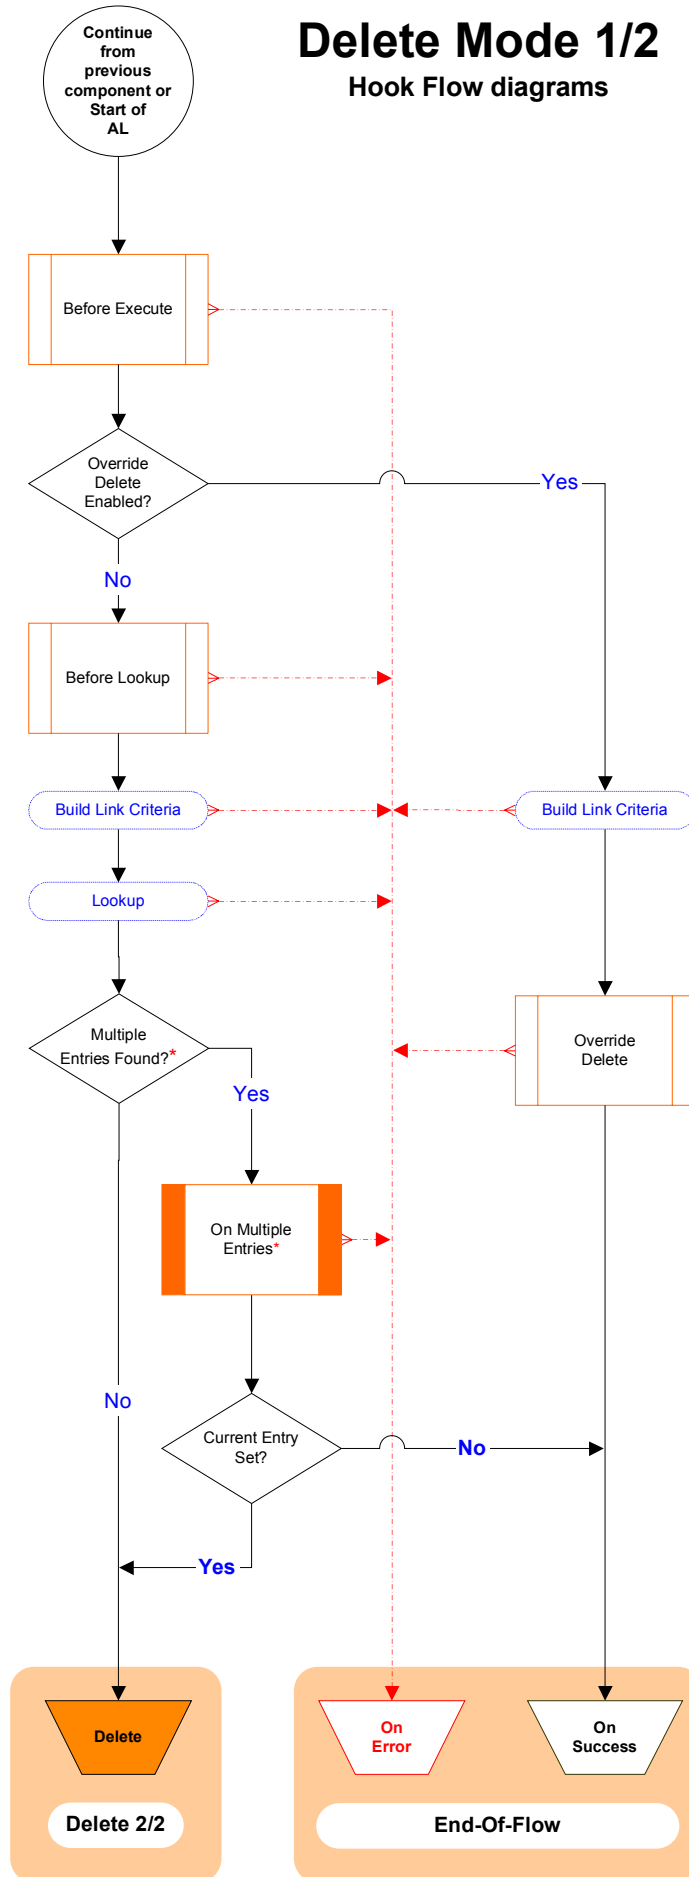 Continue
from
previous
component or
Start of
AL
Delete Mode 1/2
Hook Flow diagrams
Before Execute
Override
Delete
Enabled?
Yes
No
Before Lookup
Build Link Criteria
Build Link Criteria
Lookup
Multiple
Entries Found?*
Yes
Override
Delete
On Multiple
Entries*
No
Current Entry
Set?
No
Yes
Delete
On
Error
On
Success
Delete 2/2
End-Of-Flow